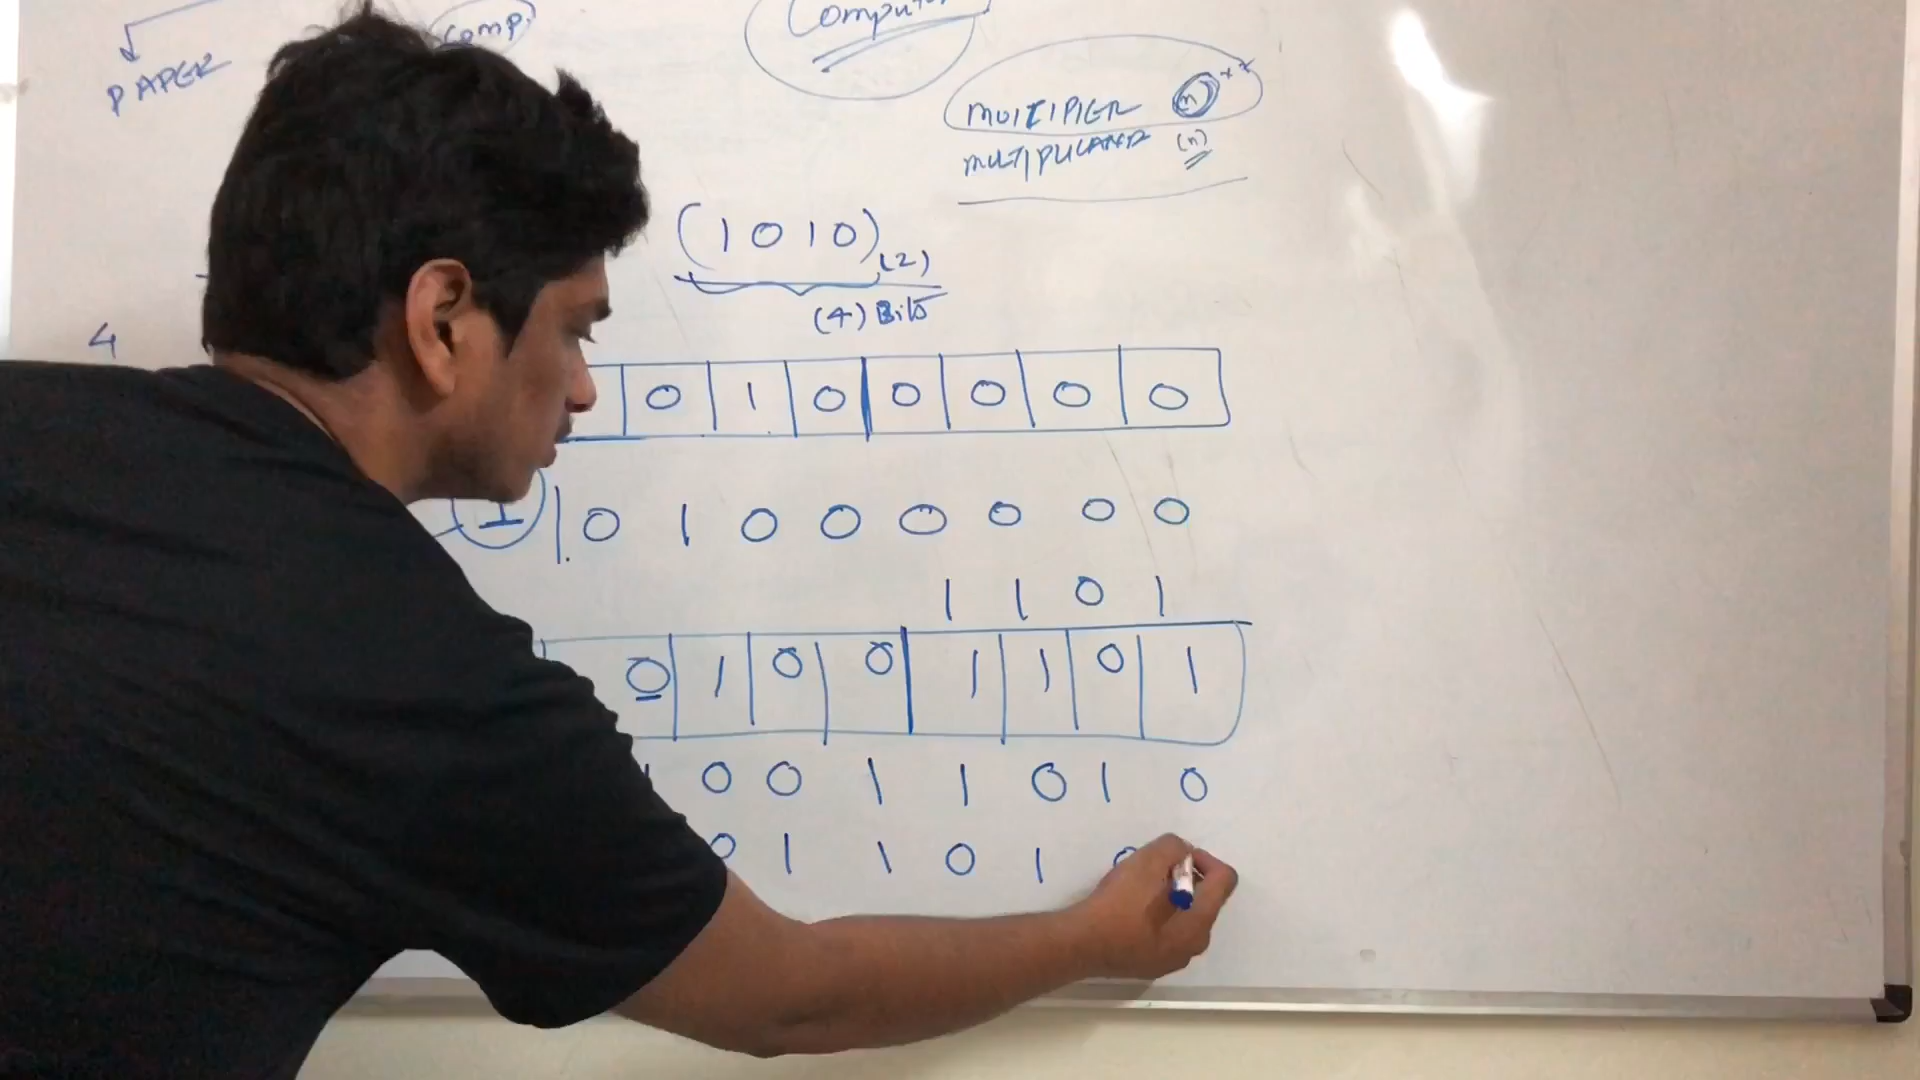 Comp.
PAPER
MULTIPIER (n) **
MULTIPLICAND (n)
4
(1010)(2)
(4) Bits
0 1 0 0 0 0 0
1 0 1 0 0 0 0 0 0
1 1 0 1
0 1 0 0 1 1 0 1
0 0 1 1 0 1 0
0 1 1 0 1